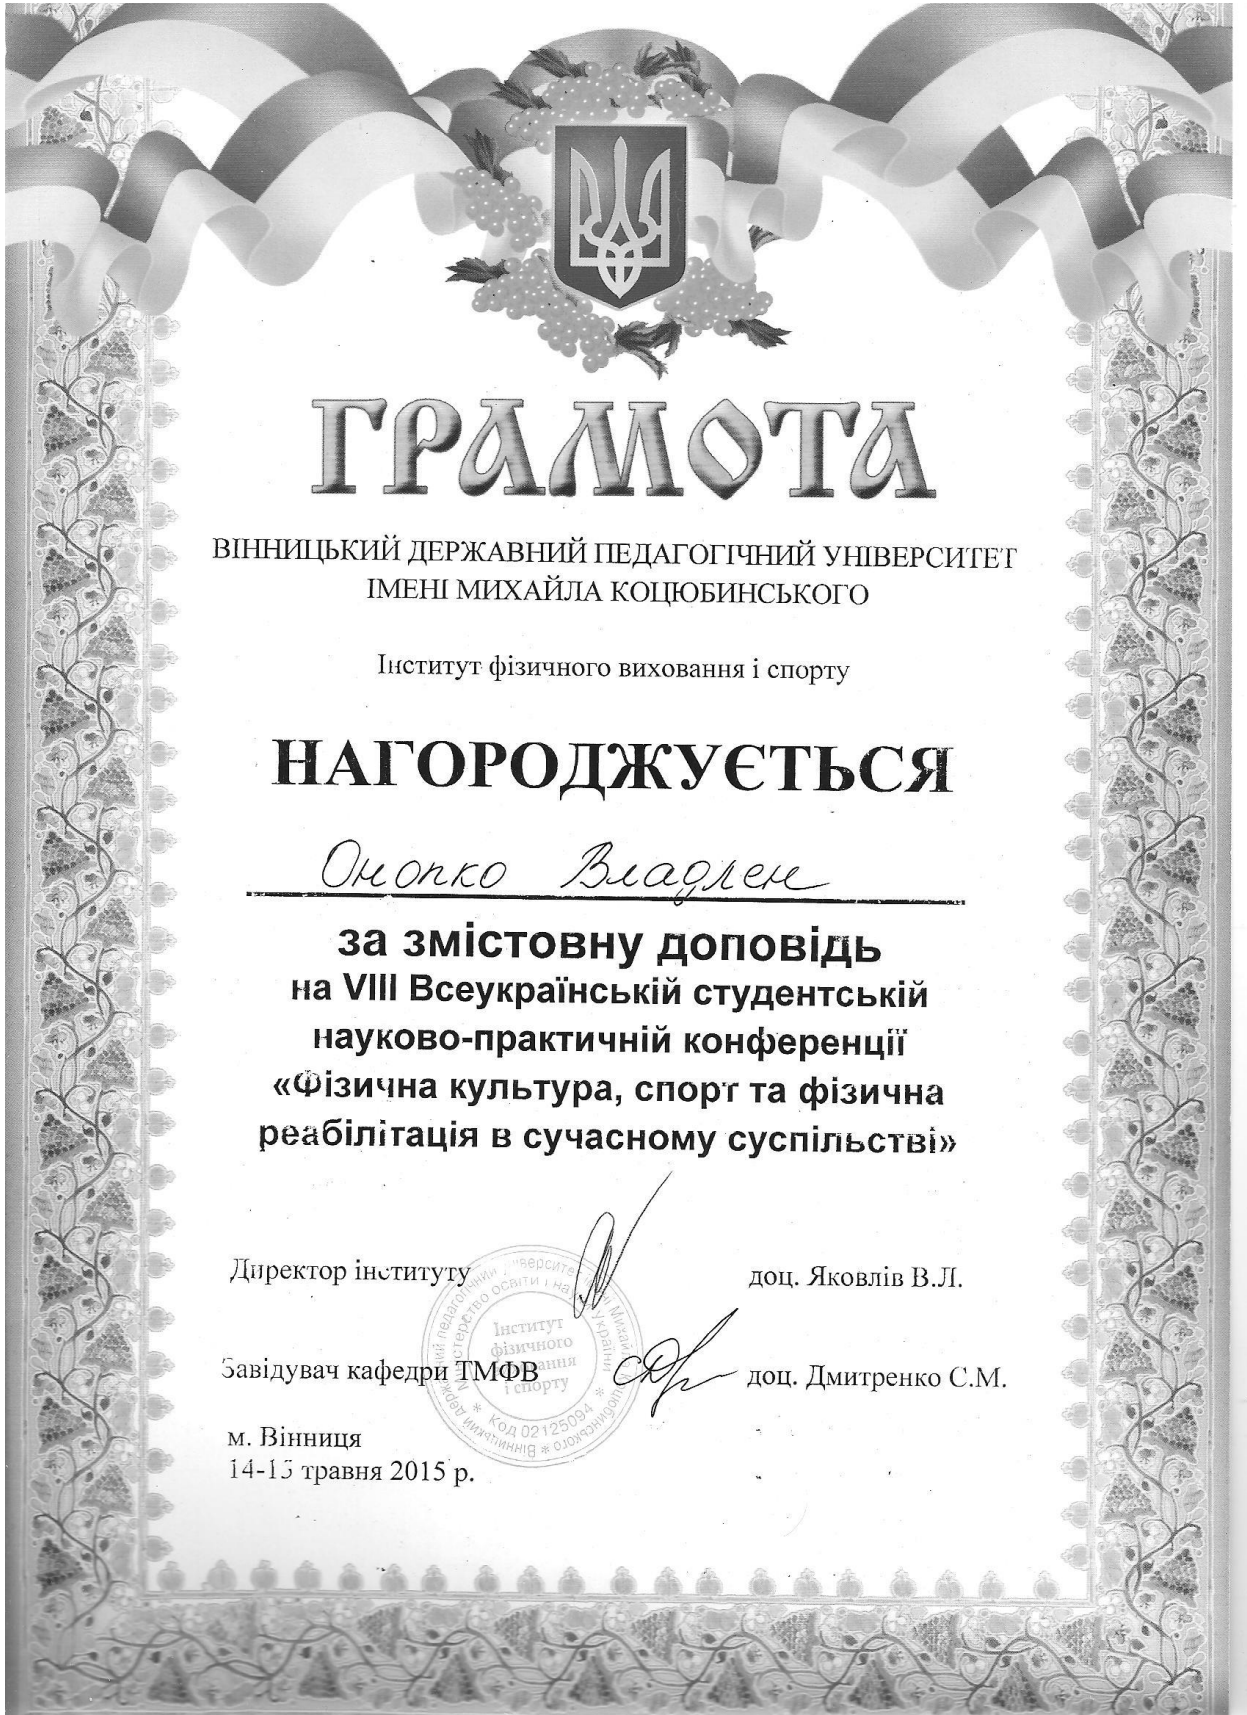 ГРАМОТА
ВІННИЦЬКИЙ ДЕРЖАВНИЙ ПЕДАГОГІЧНИЙ УНІВЕРСИТЕТ
ІМЕНІ МИХАЙЛА КОЦЮБИНСЬКОГО
Інститут фізичного виховання і спорту
НАГОРОДЖУЄТЬСЯ
Онопко Владлен
за змістовну доповідь
на VIII Всеукраїнській студентській
науково-практичній конференції
«Фізична культура, спорт та фізична
реабілітація в сучасному суспільстві»
Директор інституту доц. Яковлів В.Л.
Завідувач кафедри ТМФВ доц. Дмитренко С.М.
Інститут
фізичного
виховання
і спорту
* Код 02125094 *
м. Вінниця
14-15 травня 2015 р.